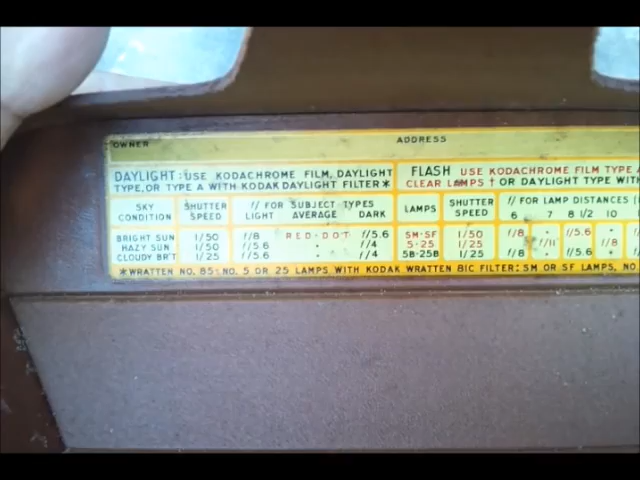 OWNER ADDRESS
DAYLIGHT: USE KODACHROME FILM, DAYLIGHT
TYPE, OR TYPE A WITH KODAK DAYLIGHT FILTER*
FLASH USE KODACHROME FILM TYPE A
CLEAR LAMPS † OR DAYLIGHT TYPE WITH
SKY CONDITION SHUTTER SPEED f/ FOR SUBJECT TYPES
LIGHT AVERAGE DARK
LAMPS SHUTTER SPEED f/ FOR LAMP DISTANCES
6 7 8 1/2 10
BRIGHT SUN 1/50 f/8 RED-DOT f/5.6 SM-SF 1/50 f/8 • f/5.6 •
HAZY SUN 1/50 f/5.6 • f/4 5-25 1/25 • f/11 • f/8
CLOUDY BR'T 1/25 f/5.6 • f/4 5B-25B 1/25 f/8 • f/5.6 •
*WRATTEN NO. 85: NO. 5 OR 25 LAMPS WITH KODAK WRATTEN 81C FILTER; SM OR SF LAMPS, NO.